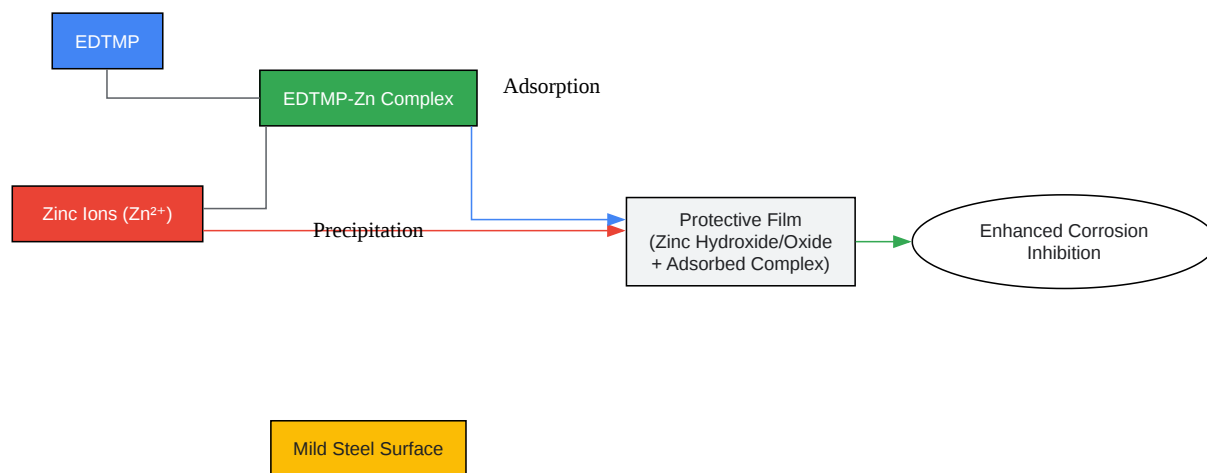 EDTMP
EDTMP-Zn Complex
Adsorption
Zinc Ions (Zn²⁺)
Precipitation
Protective Film
(Zinc Hydroxide/Oxide
+ Adsorbed Complex)
Enhanced Corrosion
Inhibition
Mild Steel Surface